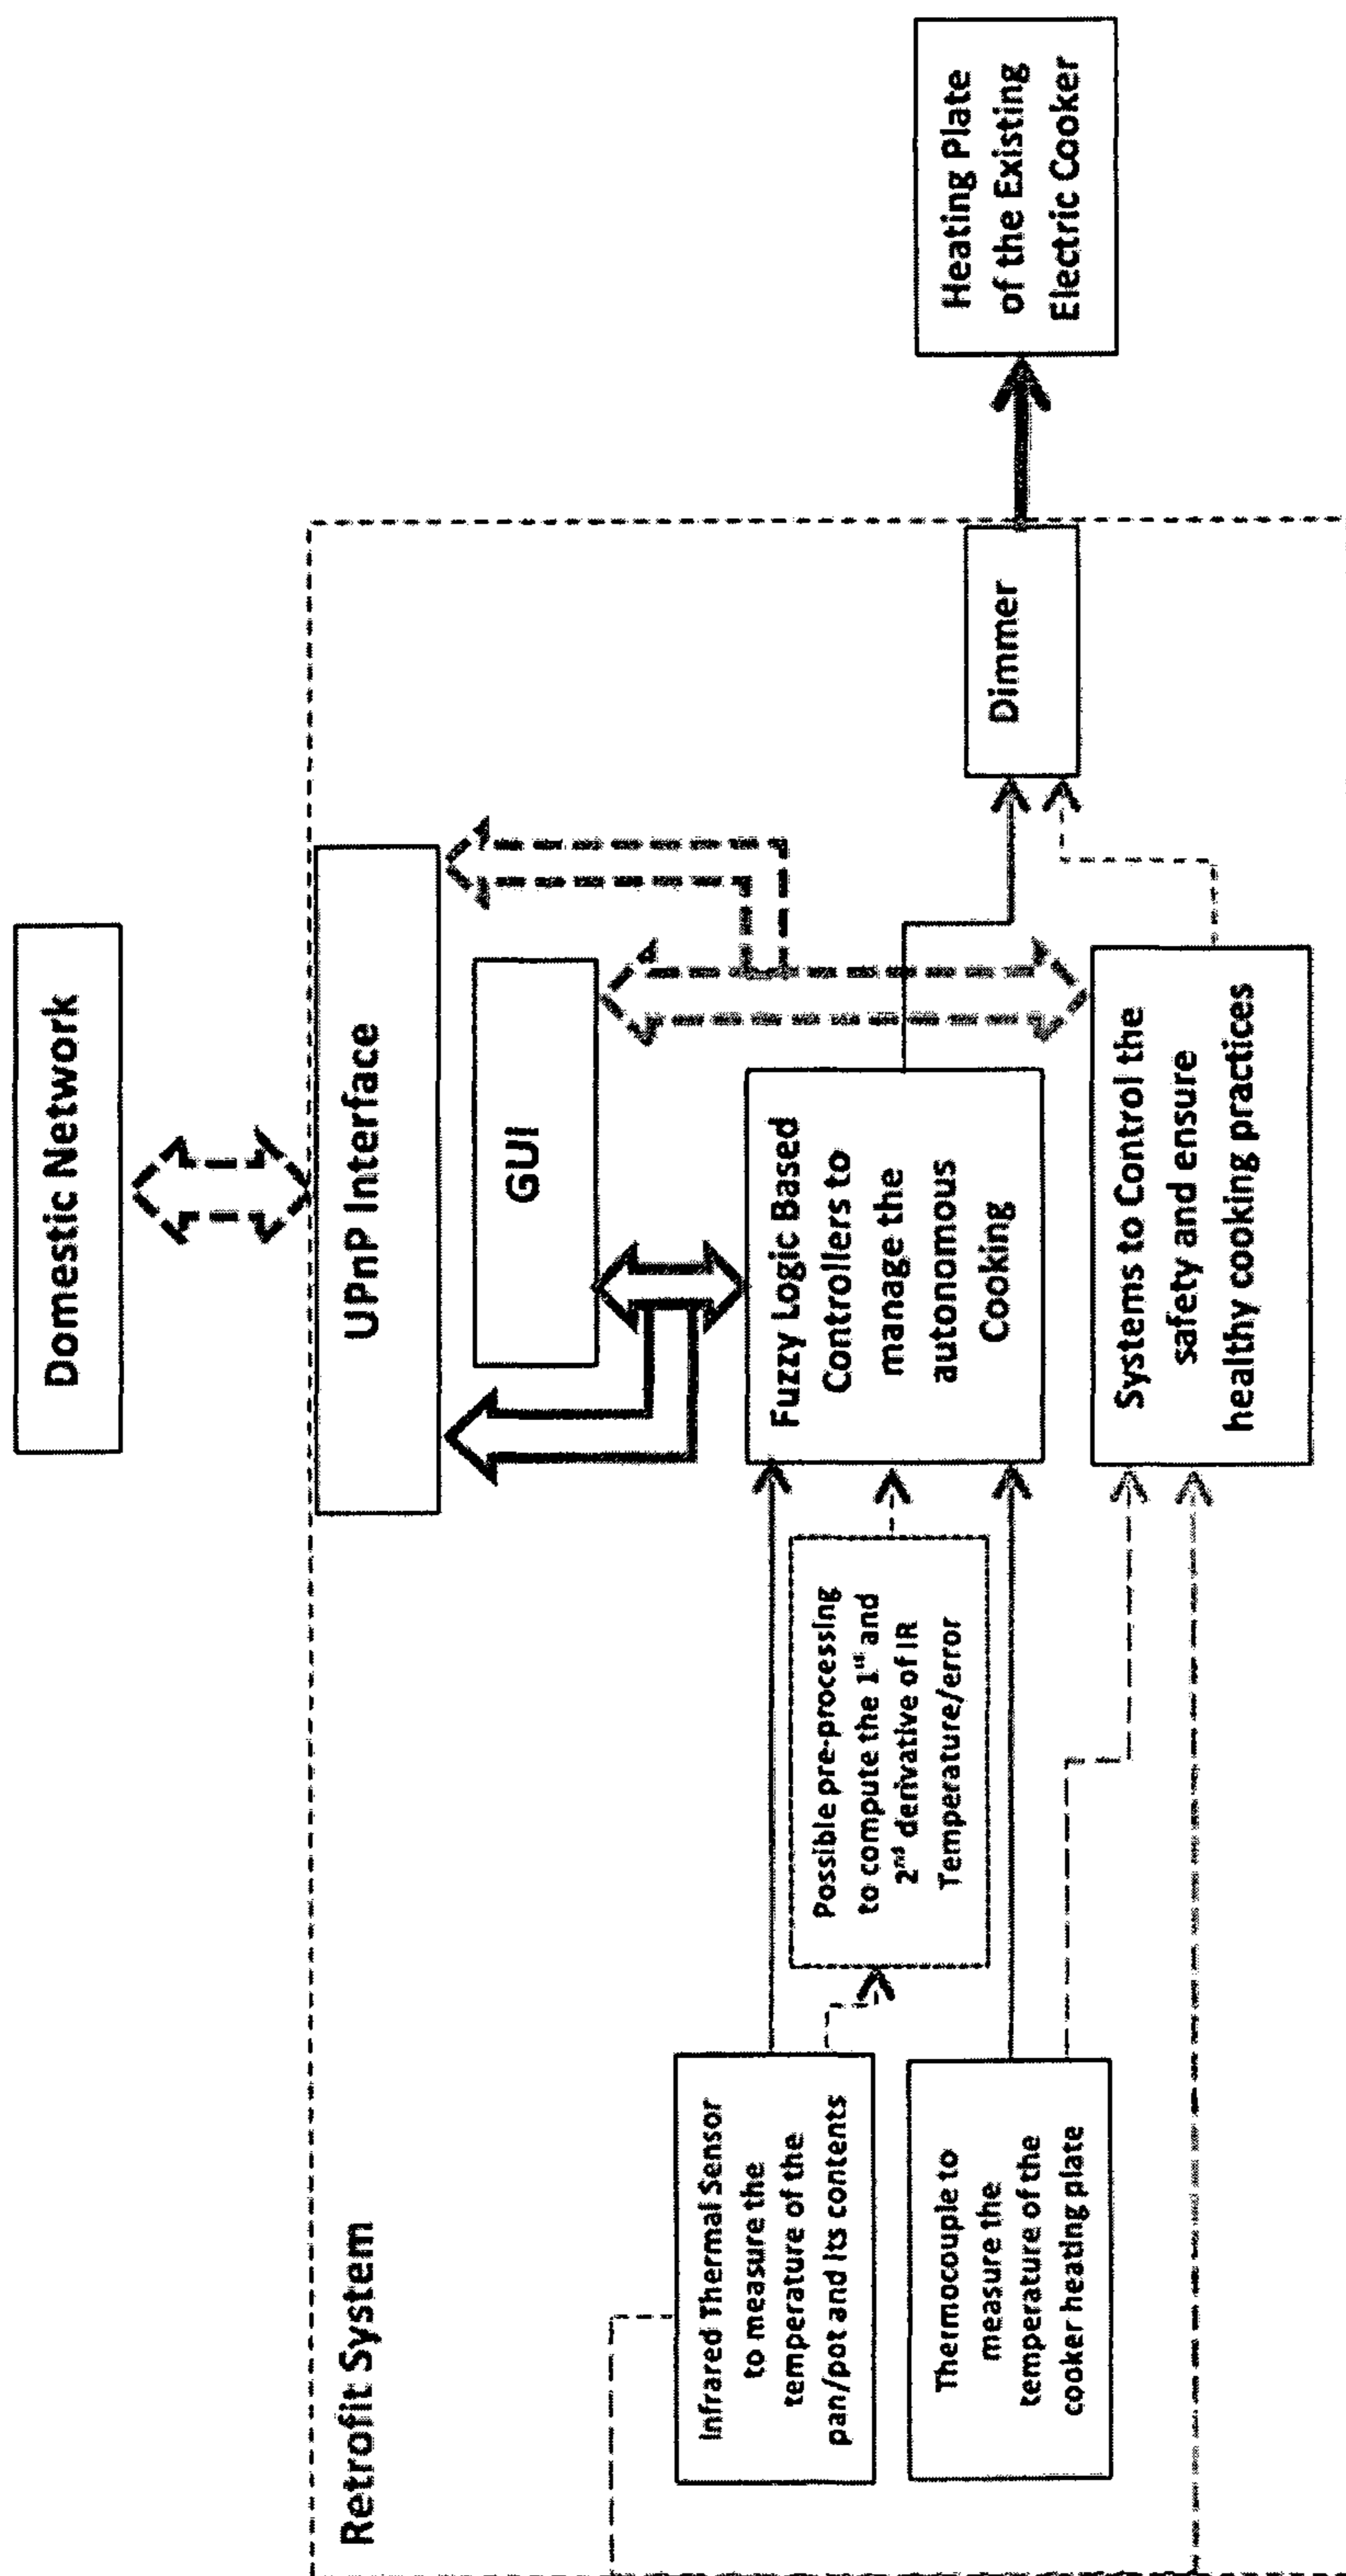 Domestic Network
Retrofit System
UPnP Interface
GUI
Infrared Thermal Sensor
to measure the
temperature of the
pan/pot and its contents
Possible pre-processing
to compute the 1st and
2nd derivative of IR
Temperature/error
Fuzzy Logic Based
Controllers to
manage the
autonomous
Cooking
Thermocouple to
measure the
temperature of the
cooker heating plate
Systems to Control the
safety and ensure
healthy cooking practices
Dimmer
Heating Plate
of the Existing
Electric Cooker